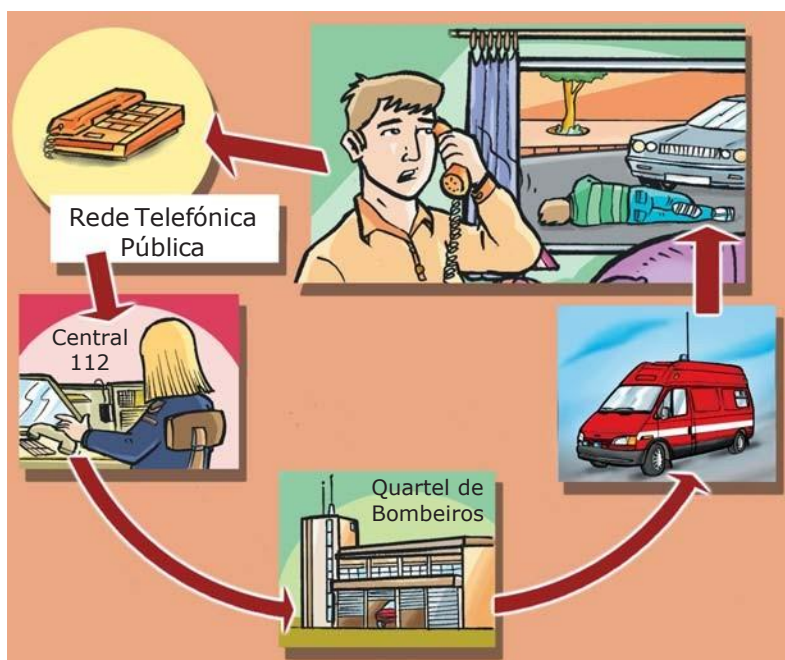 Rede Telefónica
Pública
Central
112
Quartel de
Bombeiros